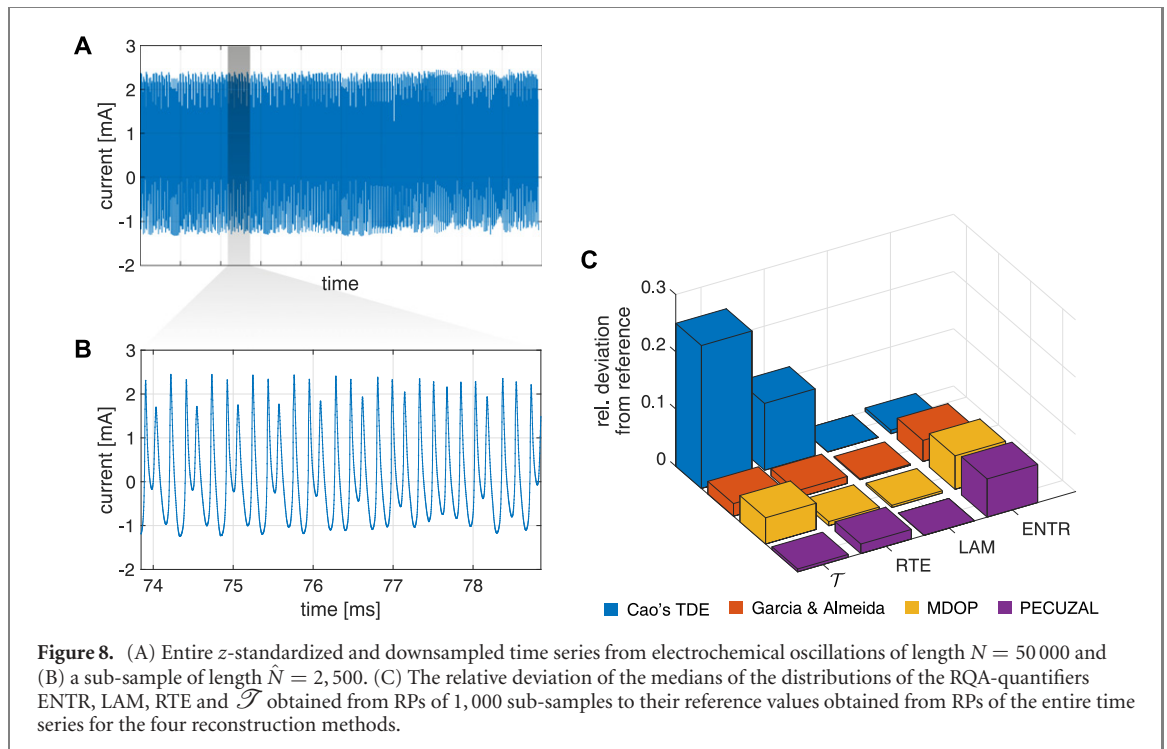 A
3
2
1
0
-1
-2
current [mA]
time
B
3
2
1
0
-1
-2
current [mA]
74 75 76 77 78
time [ms]
C
0.3
0.2
0.1
0
rel. deviation
from reference
𝒯
RTE
LAM
ENTR
Cao's TDE Garcia & Almeida MDOP PECUZAL
Figure 8. (A) Entire z-standardized and downsampled time series from electrochemical oscillations of length N = 50 000 and
(B) a sub-sample of length N̂ = 2,500. (C) The relative deviation of the medians of the distributions of the RQA-quantifiers
ENTR, LAM, RTE and 𝒯 obtained from RPs of 1,000 sub-samples to their reference values obtained from RPs of the entire time
series for the four reconstruction methods.